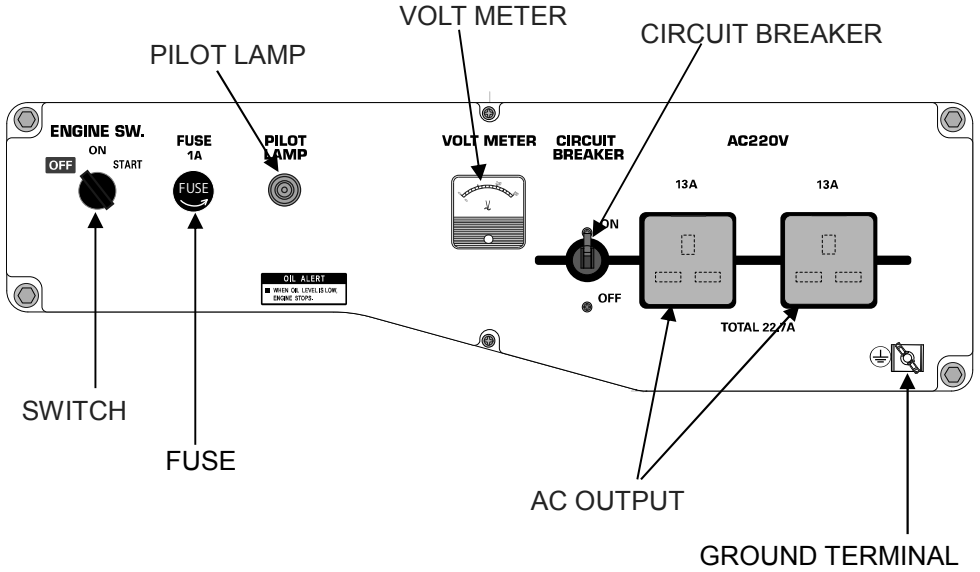 VOLT METER
CIRCUIT BREAKER
PILOT LAMP
ENGINE SW.
OFF
ON
START
FUSE
1A
FUSE
PILOT
LAMP
VOLT METER
V
CIRCUIT
BREAKER
ON
OFF
AC220V
13A
13A
TOTAL 22.7A
OIL ALERT
WHEN OIL LEVEL IS LOW,
ENGINE STOPS.
SWITCH
FUSE
AC OUTPUT
GROUND TERMINAL